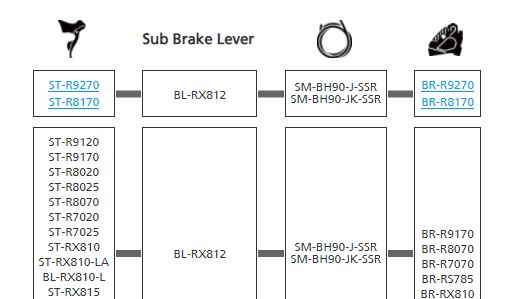 Sub Brake Lever
ST-R9270
ST-R8170
BL-RX812
SM-BH90-J-SSR
SM-BH90-JK-SSR
BR-R9270
BR-R8170
ST-R9120
ST-R9170
ST-R8020
ST-R8025
ST-R8070
ST-R7020
ST-R7025
ST-RX810
ST-RX810-LA
BL-RX810-L
ST-RX815
BL-RX812
SM-BH90-J-SSR
SM-BH90-JK-SSR
BR-R9170
BR-R8070
BR-R7070
BR-RS785
BR-RX810